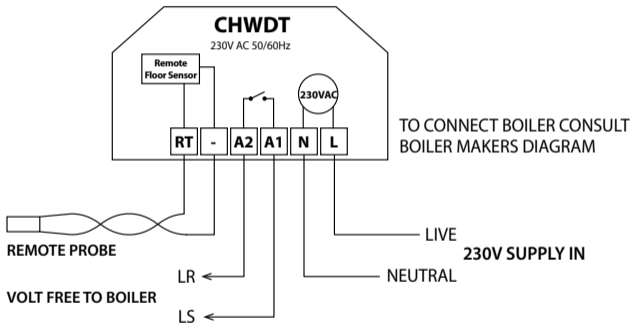 CHWDT
230V AC 50/60Hz
Remote
Floor Sensor
230VAC
RT - A2 A1 N L
TO CONNECT BOILER CONSULT
BOILER MAKERS DIAGRAM
REMOTE PROBE
LIVE
230V SUPPLY IN
NEUTRAL
LR
VOLT FREE TO BOILER
LS